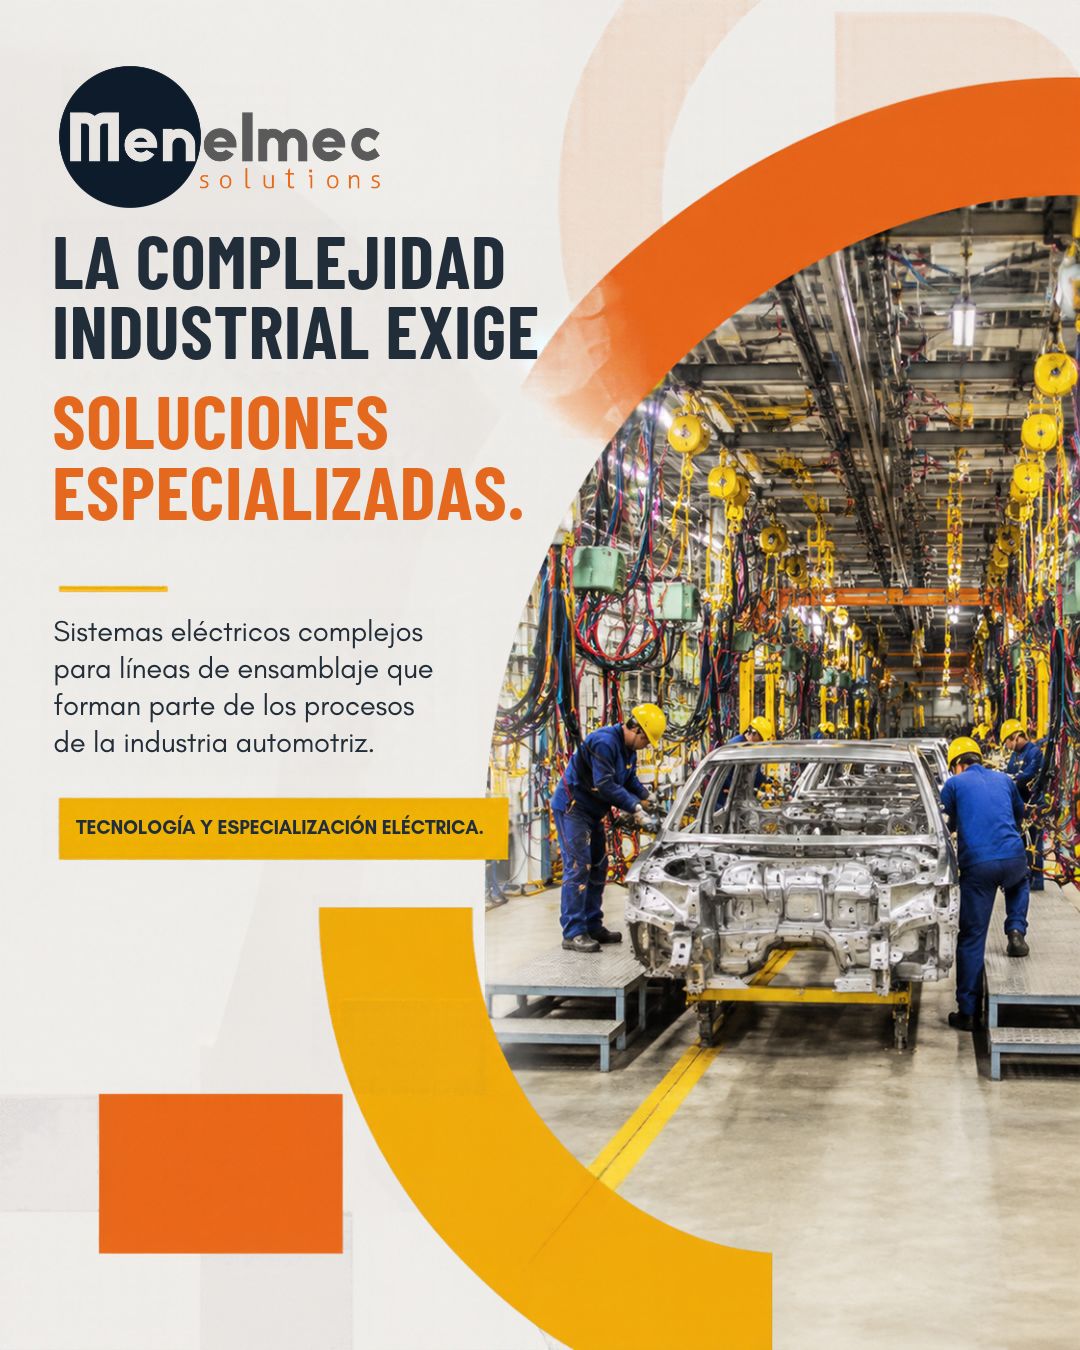 Menelmec
solutions
LA COMPLEJIDAD
INDUSTRIAL EXIGE
SOLUCIONES
ESPECIALIZADAS.
Sistemas eléctricos complejos
para líneas de ensamblaje que
forman parte de los procesos
de la industria automotriz.
TECNOLOGÍA Y ESPECIALIZACIÓN ELÉCTRICA.